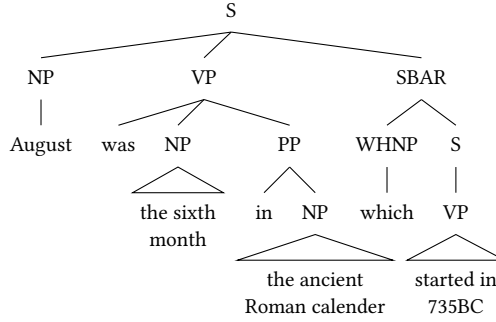 S
NP VP SBAR
August was NP PP WHNP S
the sixth
month
in NP which VP
the ancient
Roman calender
started in
735BC